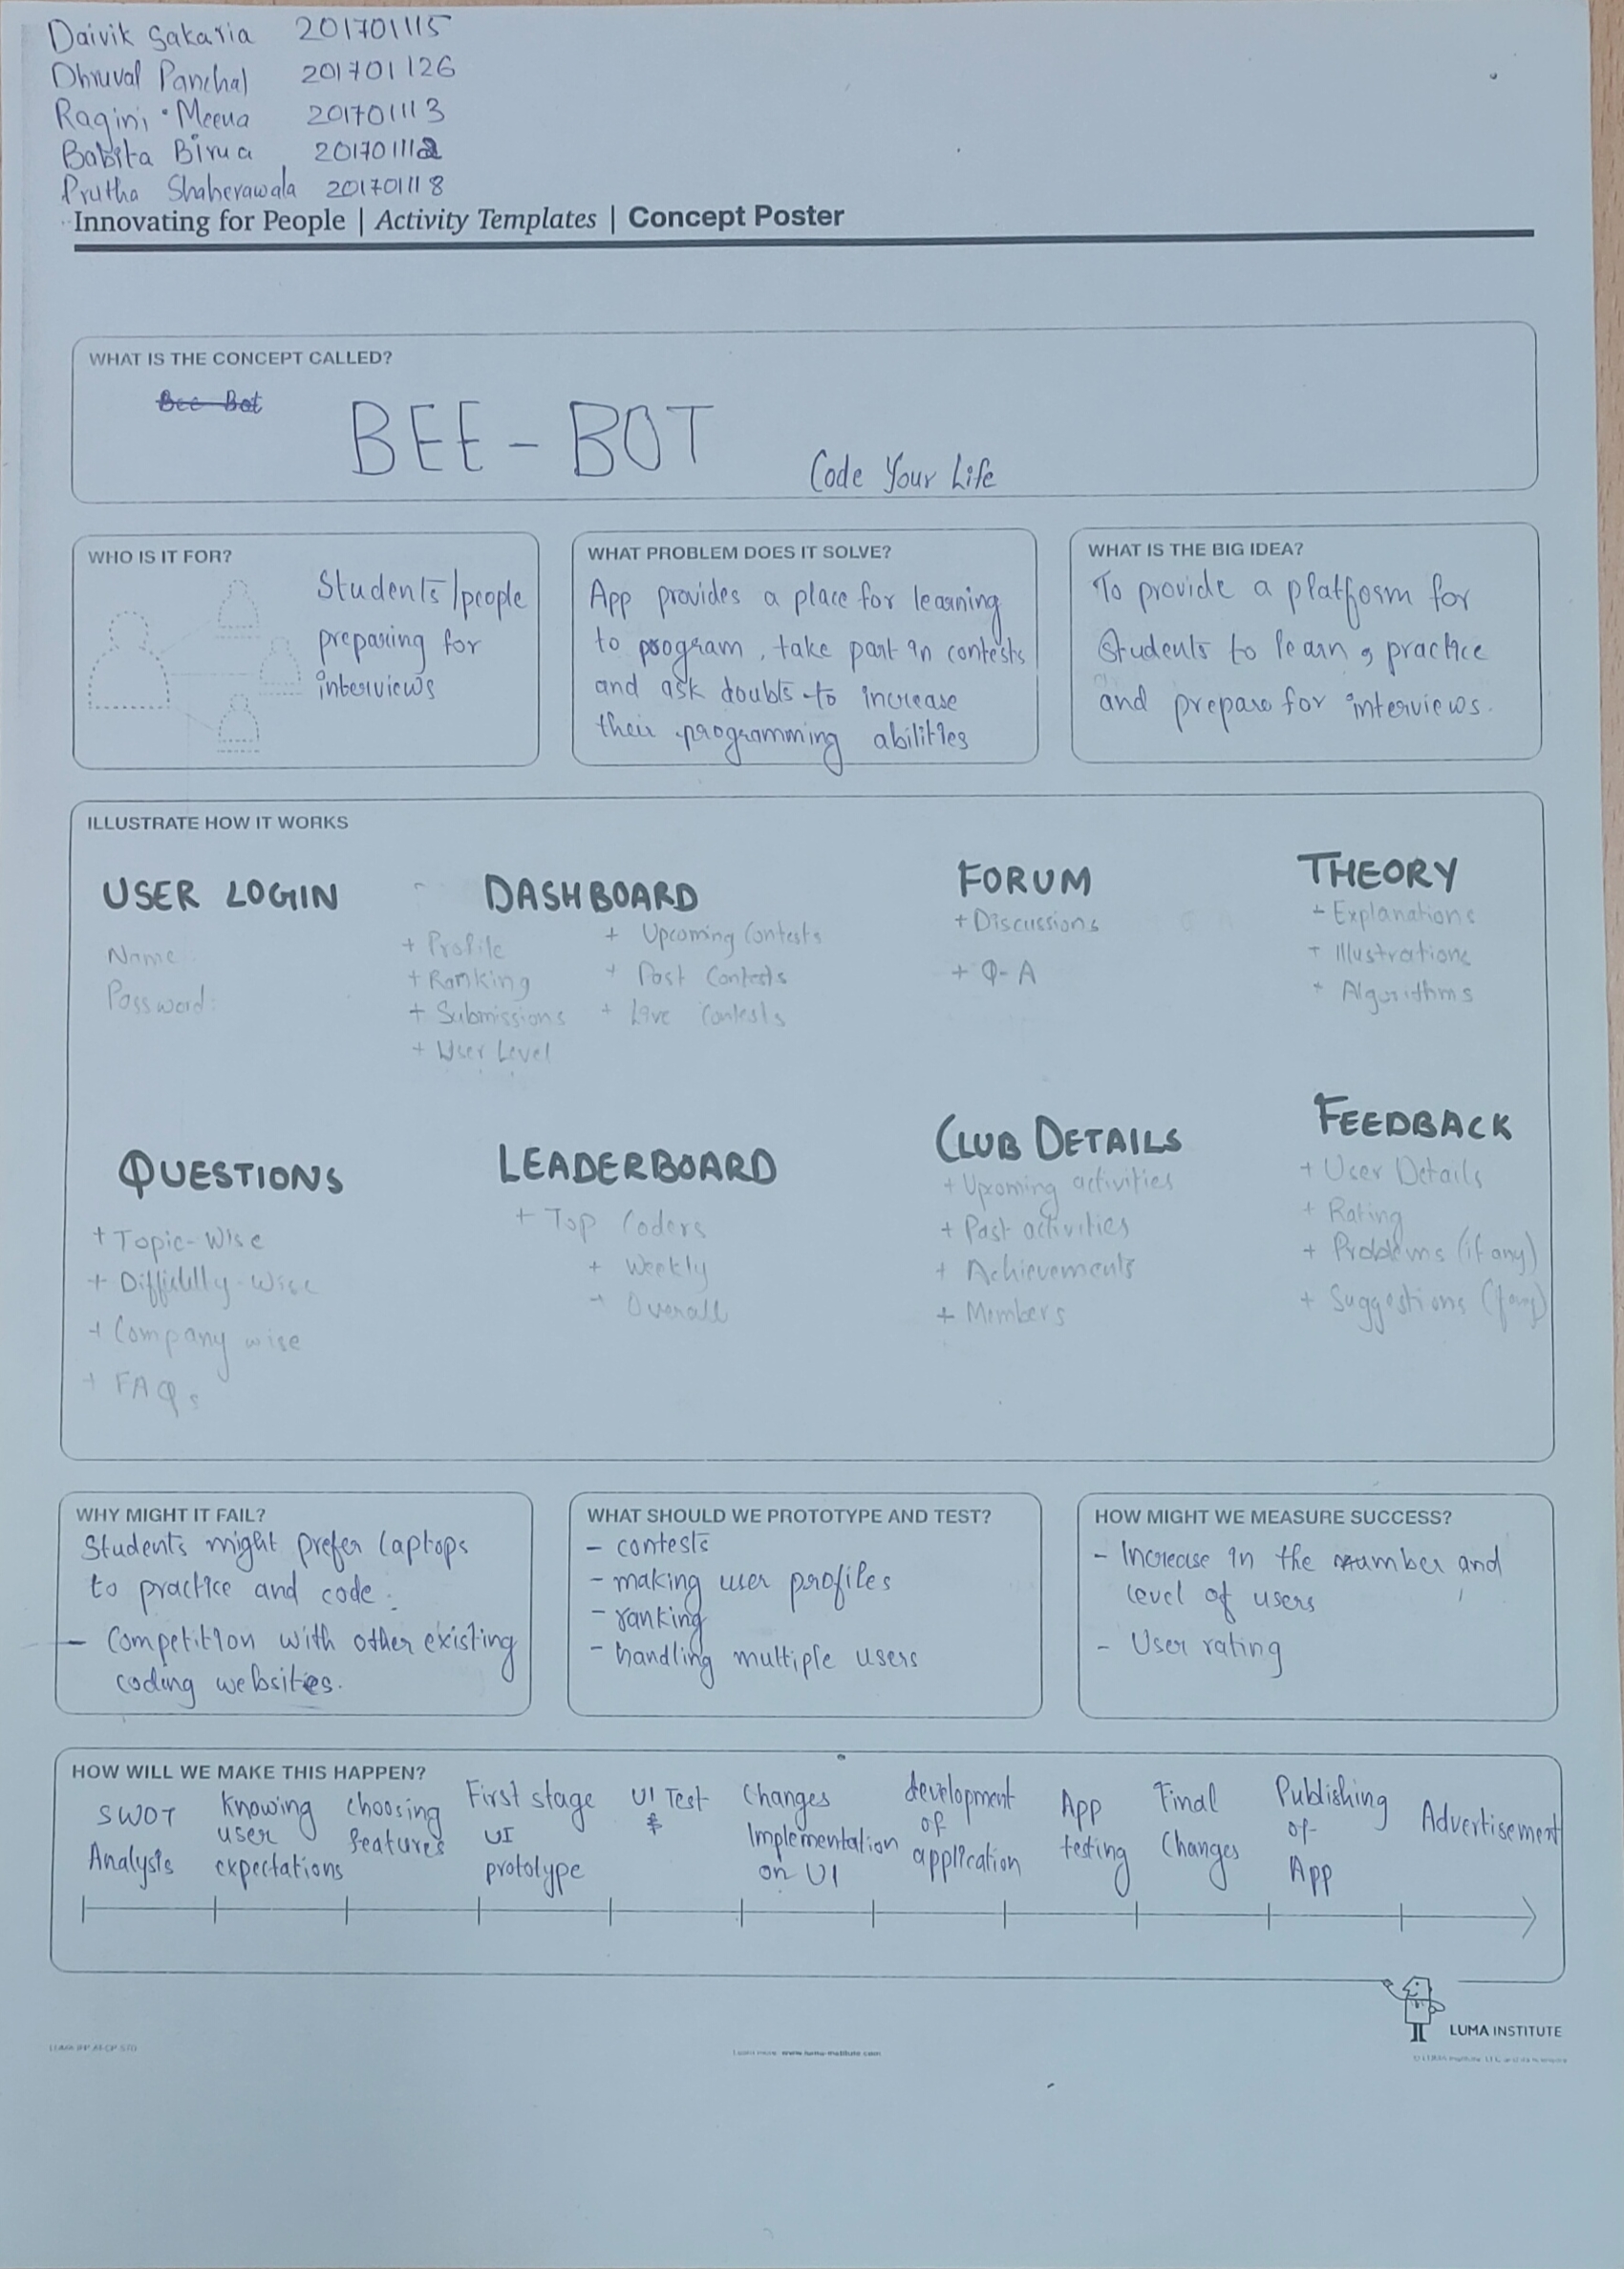 Daivik Sakaria 201701115
Dhruval Panchal 201701126
Ragini Meena 201701113
Babita Birua 201701112
Prutha Shaherawala 201701118
Innovating for People | Activity Templates | Concept Poster
WHAT IS THE CONCEPT CALLED?
Bee-Bot
BEE-BOT
Code Your Life
WHO IS IT FOR?
Students/people
preparing for
interviews
WHAT PROBLEM DOES IT SOLVE?
App provides a place for learning
to program, take part in contests
and ask doubts to increase
their programming abilities
WHAT IS THE BIG IDEA?
To provide a platform for
students to learn, practice
and prepare for interviews.
ILLUSTRATE HOW IT WORKS
USER LOGIN
Name
Password:
DASHBOARD
+ Profile
+ Ranking
+ Submissions
+ User Level
+ Upcoming Contests
+ Past Contests
+ Live Contests
FORUM
+ Discussions
+ Q-A
THEORY
+ Explanations
+ Illustrations
+ Algorithms
QUESTIONS
+ Topic-Wise
+ Difficulty-Wise
+ Company wise
+ FAQs
LEADERBOARD
+ Top Coders
+ Weekly
+ Overall
CLUB DETAILS
+ Upcoming activities
+ Past activities
+ Achievements
+ Members
FEEDBACK
+ User Details
+ Rating
+ Problems (if any)
+ Suggestions (if any)
WHY MIGHT IT FAIL?
Students might prefer laptops
to practice and code.
- Competition with other existing
coding websites.
WHAT SHOULD WE PROTOTYPE AND TEST?
- contests
- making user profiles
- ranking
- handling multiple users
HOW MIGHT WE MEASURE SUCCESS?
- Increase in the number and
level of users
- User rating
HOW WILL WE MAKE THIS HAPPEN?
SWOT
Analysis
Knowing
user
expectations
choosing
features
First stage
UI
prototype
UI Test
&
Changes
Implementation
on UI
development
of
application
App
testing
Final
Changes
Publishing
of
App
Advertisement
LUMA INSTITUTE
Learn more: www.luma-institute.com